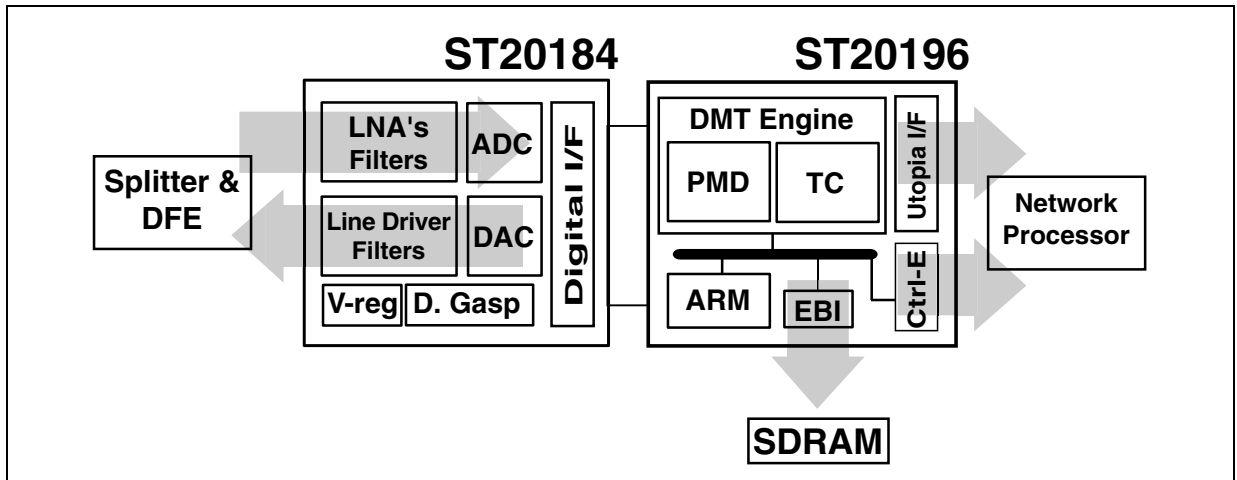 ST20184
ST20196
Splitter &
DFE
LNA's
Filters
ADC
Line Driver
Filters
DAC
V-reg
D. Gasp
Digital I/F
DMT Engine
PMD
TC
ARM
EBI
Utopia I/F
Ctrl-E
Network
Processor
SDRAM